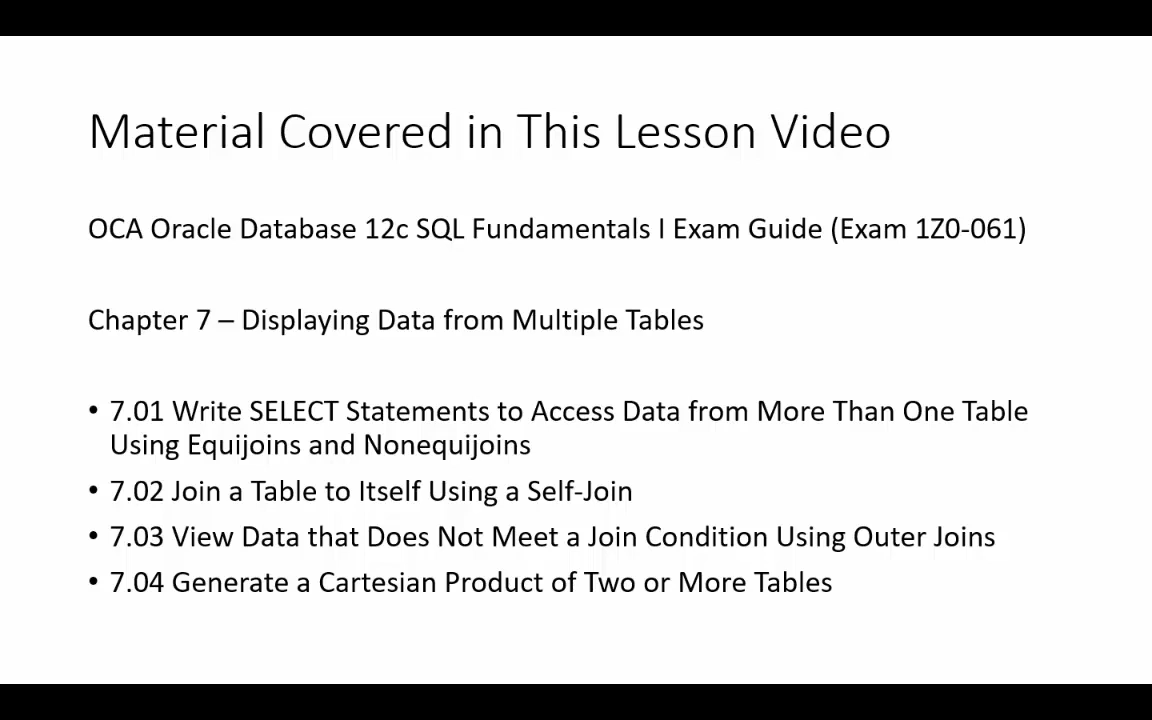 Material Covered in This Lesson Video
OCA Oracle Database 12c SQL Fundamentals I Exam Guide (Exam 1Z0-061)
Chapter 7 – Displaying Data from Multiple Tables
• 7.01 Write SELECT Statements to Access Data from More Than One Table
Using Equijoins and Nonequijoins
• 7.02 Join a Table to Itself Using a Self-Join
• 7.03 View Data that Does Not Meet a Join Condition Using Outer Joins
• 7.04 Generate a Cartesian Product of Two or More Tables